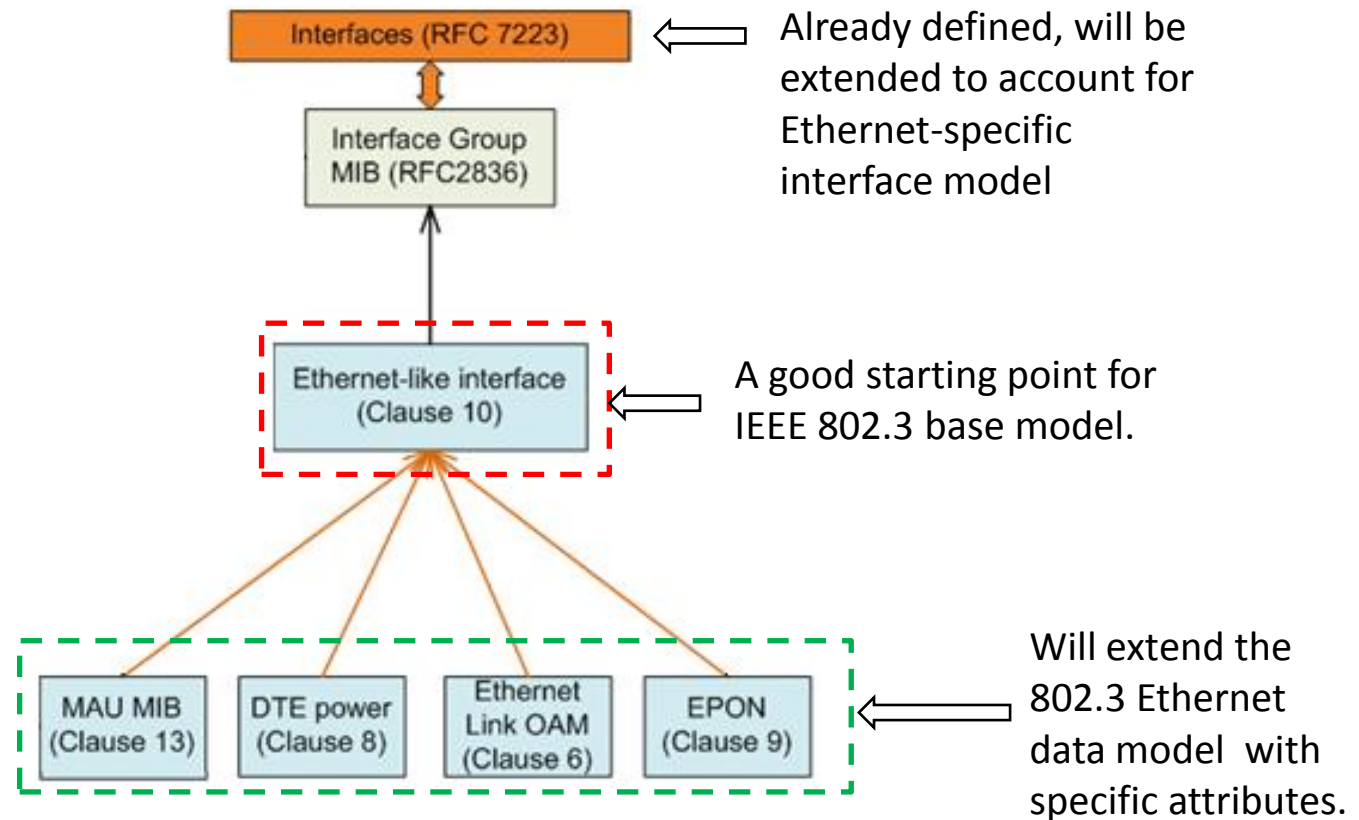 Interfaces (RFC 7223)
Already defined, will be
extended to account for
Ethernet-specific
interface model
Interface Group
MIB (RFC2836)
Ethernet-like interface
(Clause 10)
A good starting point for
IEEE 802.3 base model.
MAU MIB
(Clause 13)
DTE power
(Clause 8)
Ethernet
Link OAM
(Clause 6)
EPON
(Clause 9)
Will extend the
802.3 Ethernet
data model with
specific attributes.